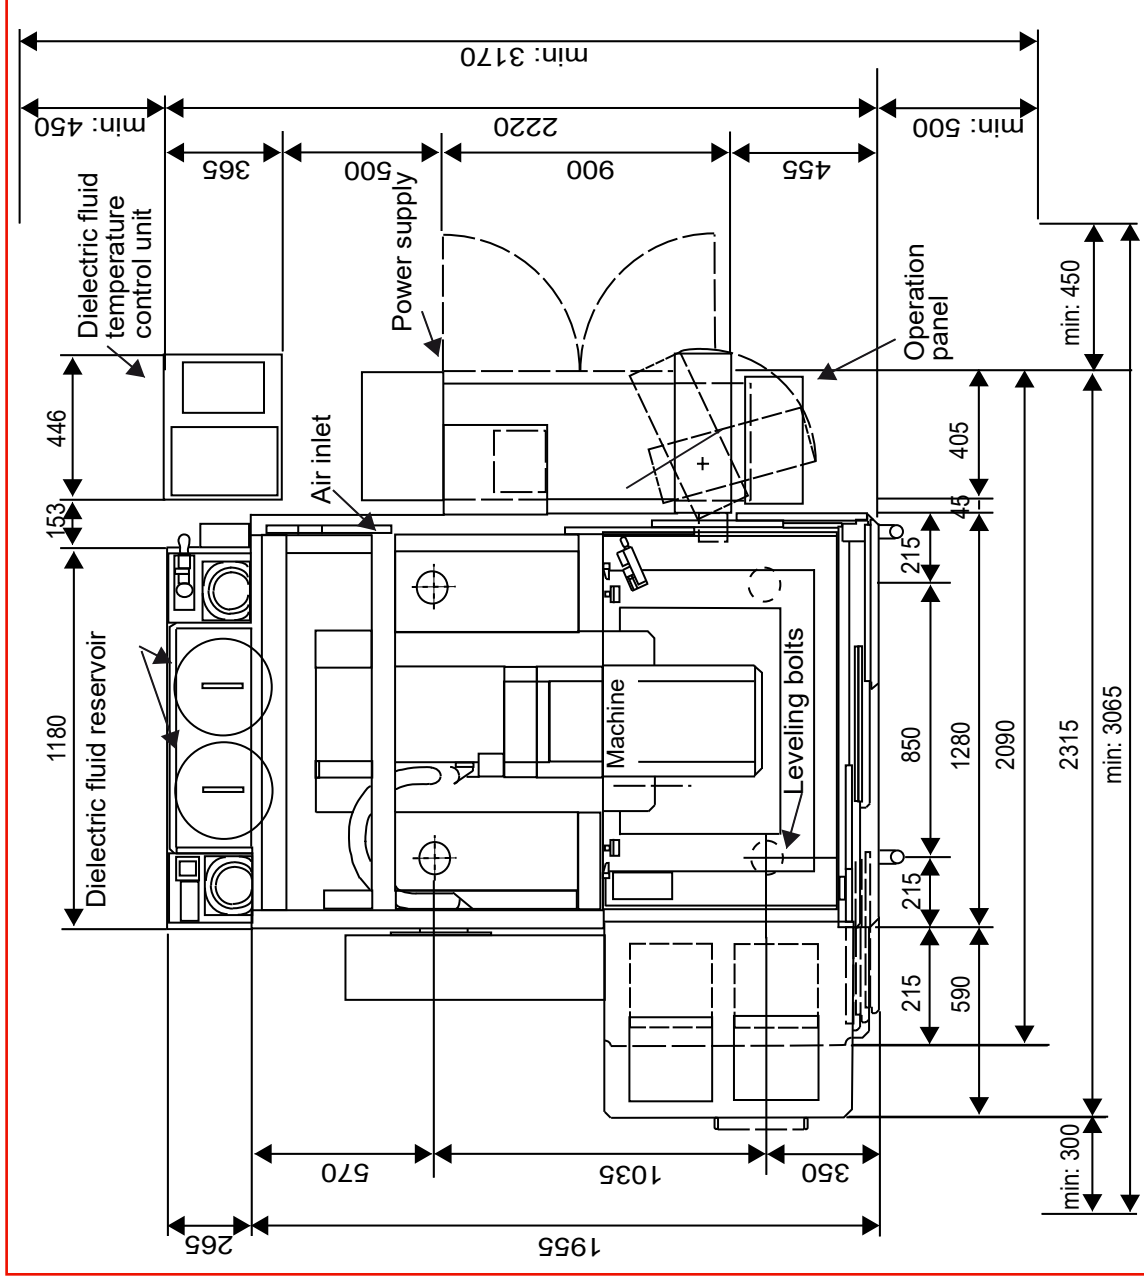 min: 3170
min: 450
2220
min: 500
365
500
900
455
Dielectric fluid
temperature
control unit
Power supply
Operation
panel
min: 450
446
153
Air inlet
405
45
215
1180
Dielectric fluid reservoir
Machine
Leveling bolts
850
1280
2090
2315
min: 3065
215
215
590
570
1035
350
min: 300
265
1955